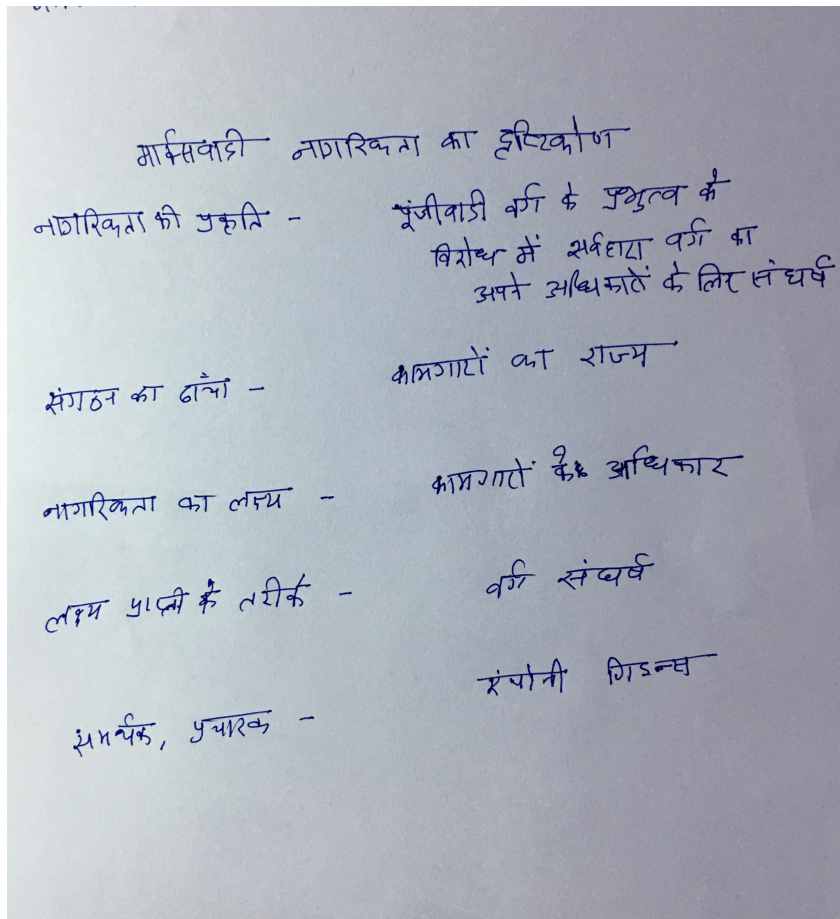 मार्क्सवादी नागरिकता का दृष्टिकोण
नागरिकता की प्रकृति - पूंजीवादी वर्ग के प्रभुत्व के
विरोध में सर्वहारा वर्ग का
अपने अधिकारों के लिए संघर्ष
संगठन का ढाँचा - कामगारों का राज्य
नागरिकता का लक्ष्य - कामगारों के अधिकार
लक्ष्य प्राप्ती के तरीके - वर्ग संघर्ष
समर्थक, प्रचारक - एंथोनी गिडन्स